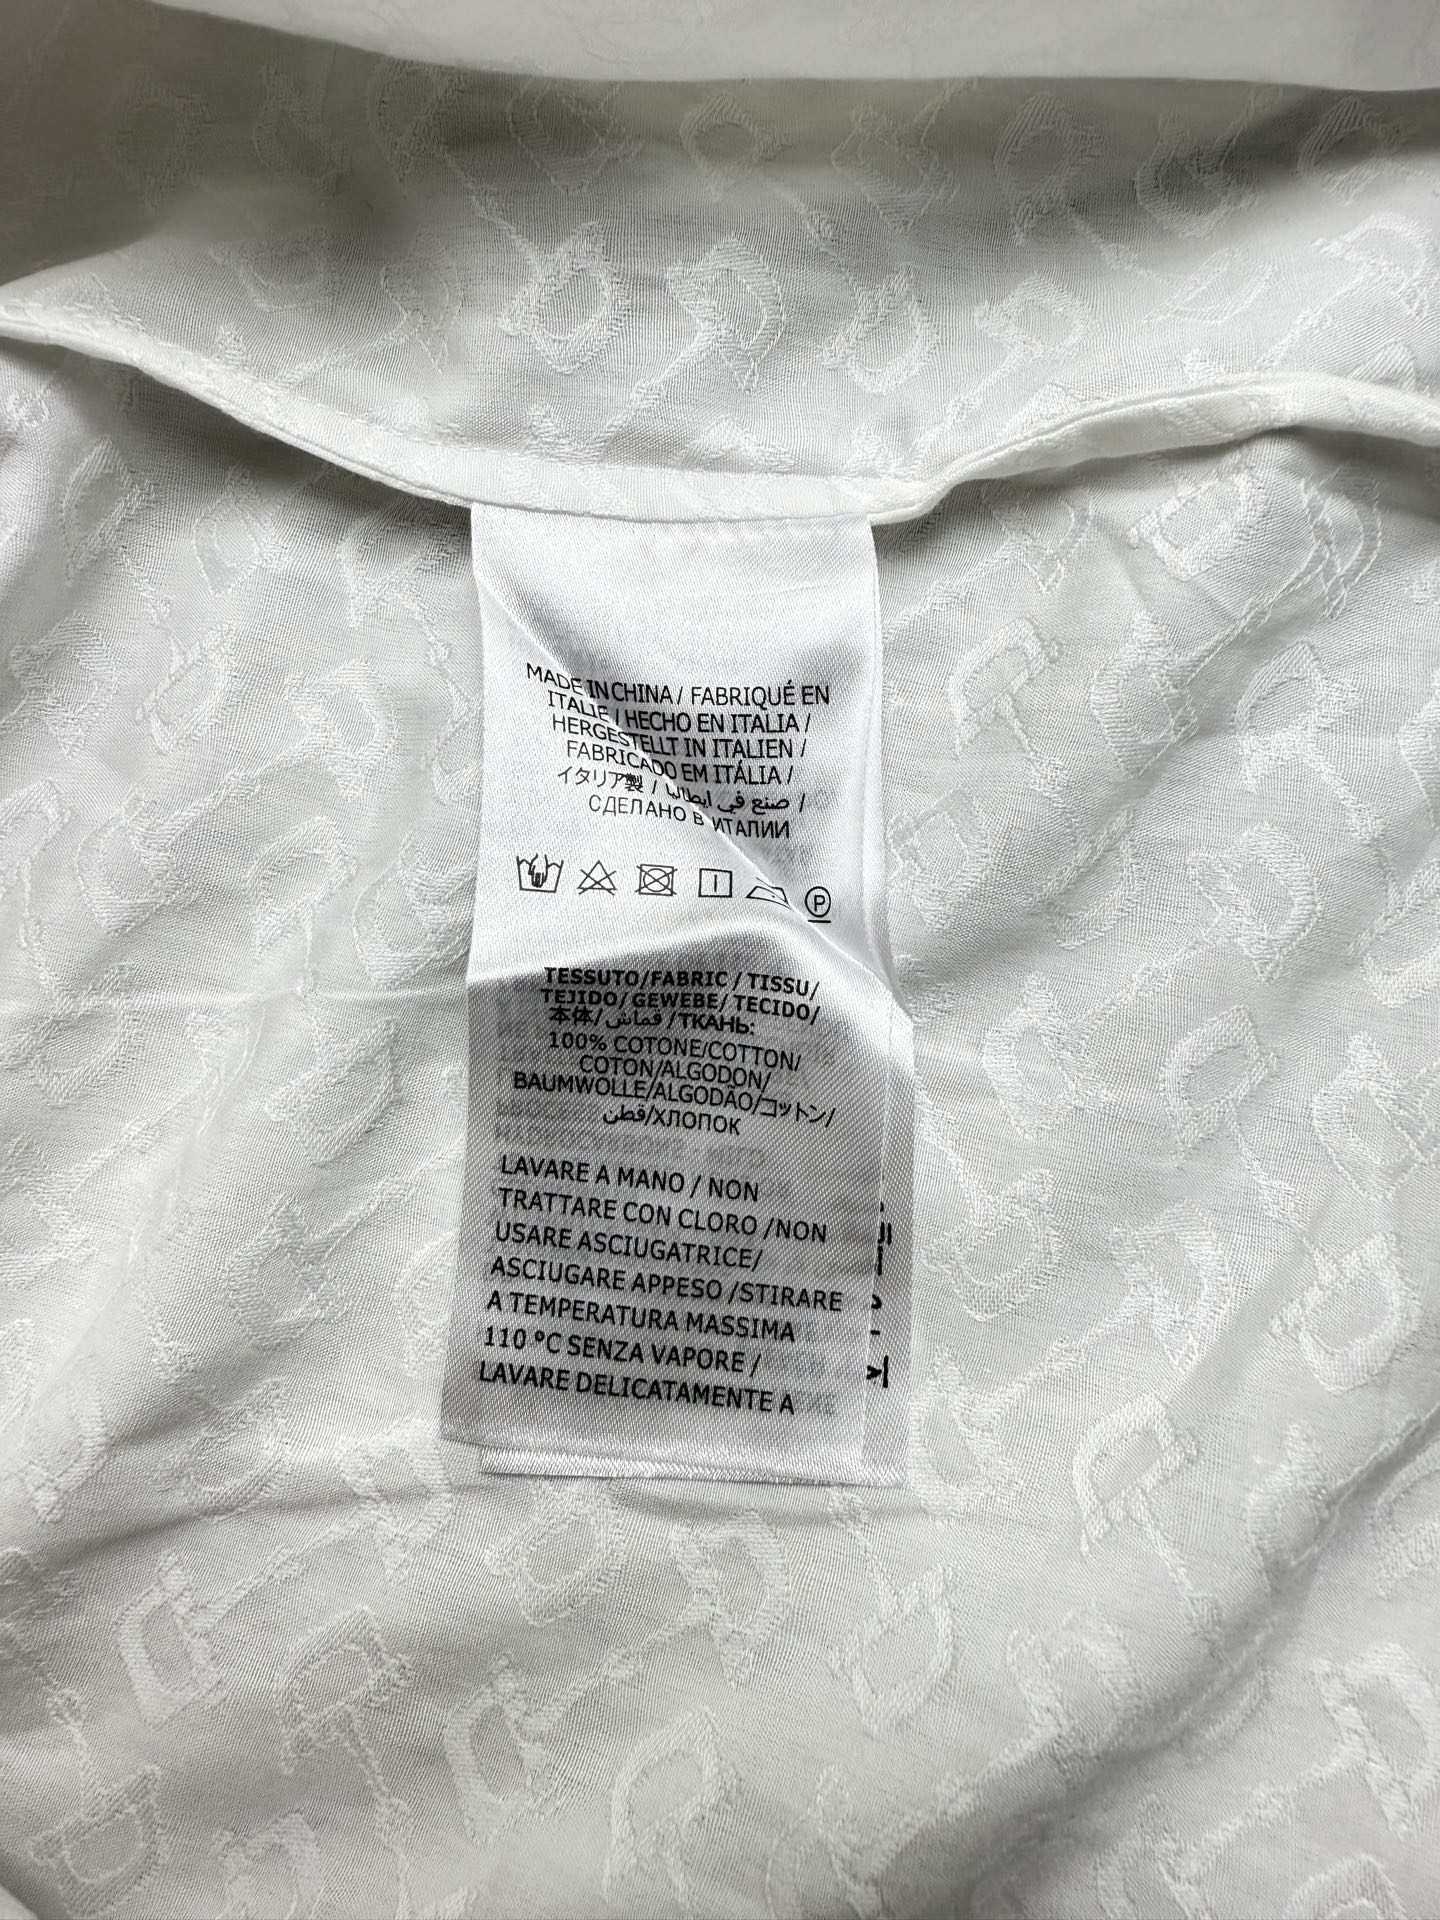 MADE IN CHINA / FABRIQUÉ EN
ITALIE / HECHO EN ITALIA /
HERGESTELLT IN ITALIEN /
FABRICADO EM ITÁLIA /
イタリア製 / صنع في ايطاليا /
СДЕЛАНО В ИТАЛИИ
P
TESSUTO/FABRIC / TISSU/
TEJIDO/ GEWEBE/ TECIDO/
本体/ قماش /ТКАНЬ:
100% COTONE/COTTON/
COTON/ALGODON/
BAUMWOLLE/ALGODÃO/コットン/
قطن/ХЛОПОК
LAVARE A MANO / NON
TRATTARE CON CLORO /NON
USARE ASCIUGATRICE/
ASCIUGARE APPESO /STIRARE
A TEMPERATURA MASSIMA
110 °C SENZA VAPORE /
LAVARE DELICATAMENTE A